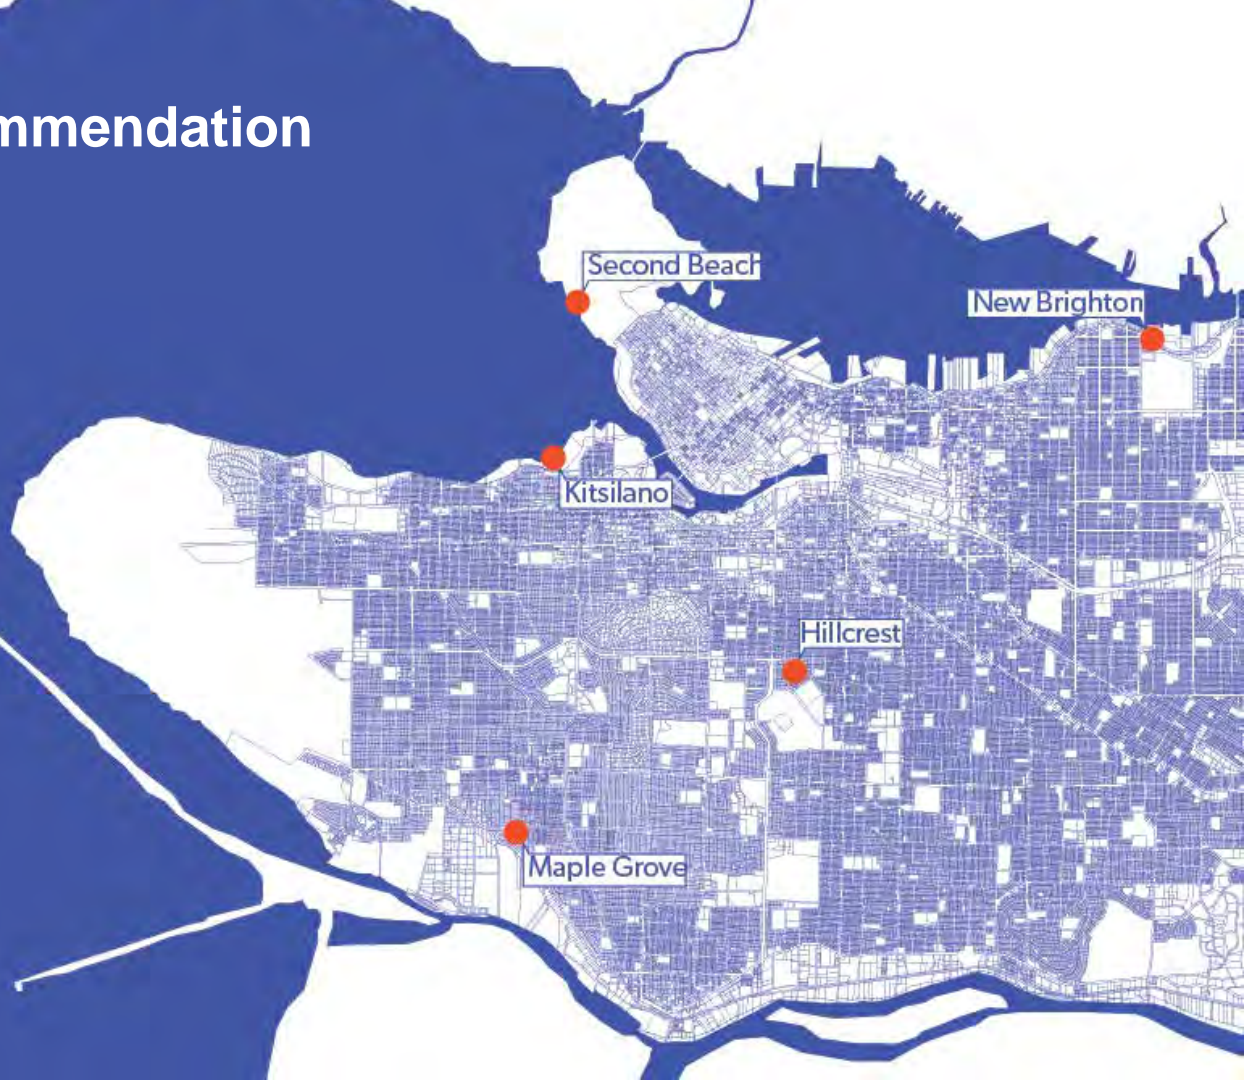 mmendation
Second Beach
New Brighton
Kitsilano
Hillcrest
Maple Grove